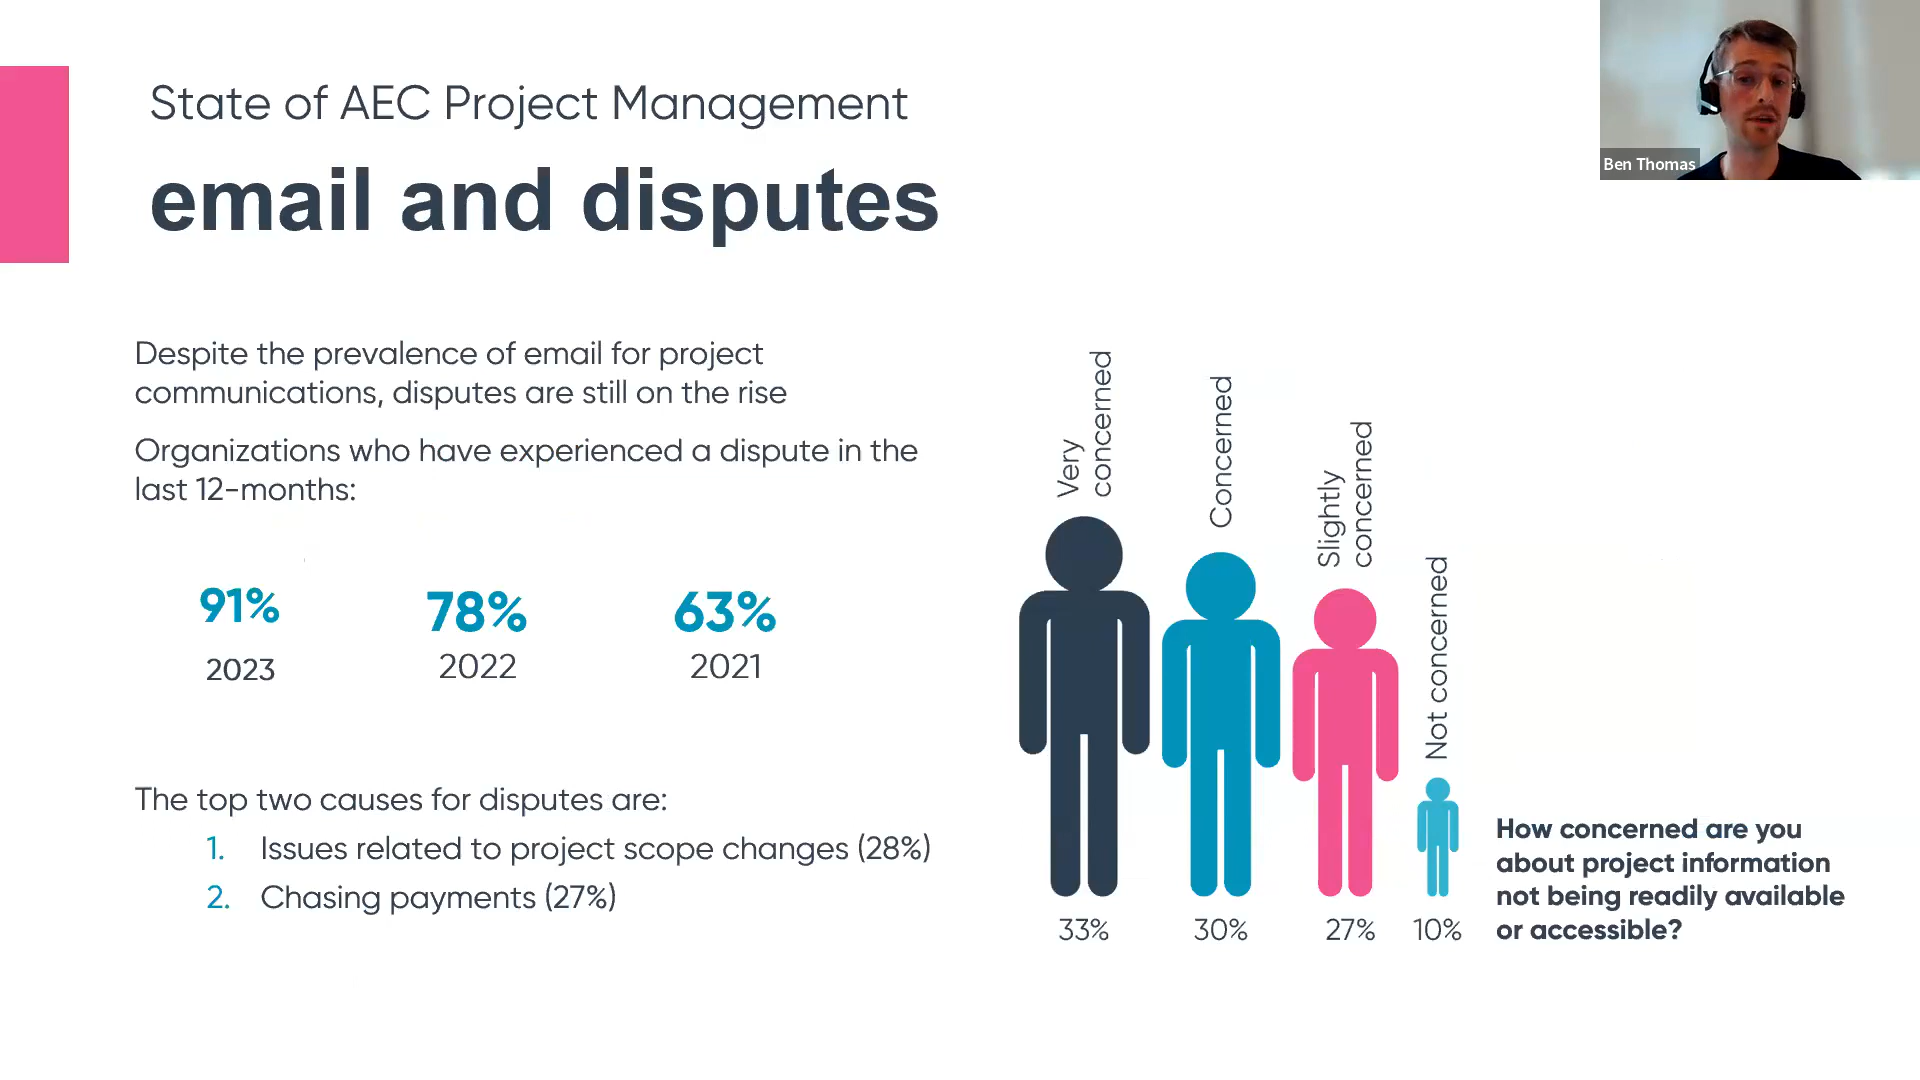 State of AEC Project Management
email and disputes
Ben Thomas
Despite the prevalence of email for project
communications, disputes are still on the rise
Organizations who have experienced a dispute in the
last 12-months:
91%
2023
78%
2022
63%
2021
The top two causes for disputes are:
1. Issues related to project scope changes (28%)
2. Chasing payments (27%)
Very
concerned
Concerned
Slightly
concerned
Not concerned
33%
30%
27%
10%
How concerned are you
about project information
not being readily available
or accessible?